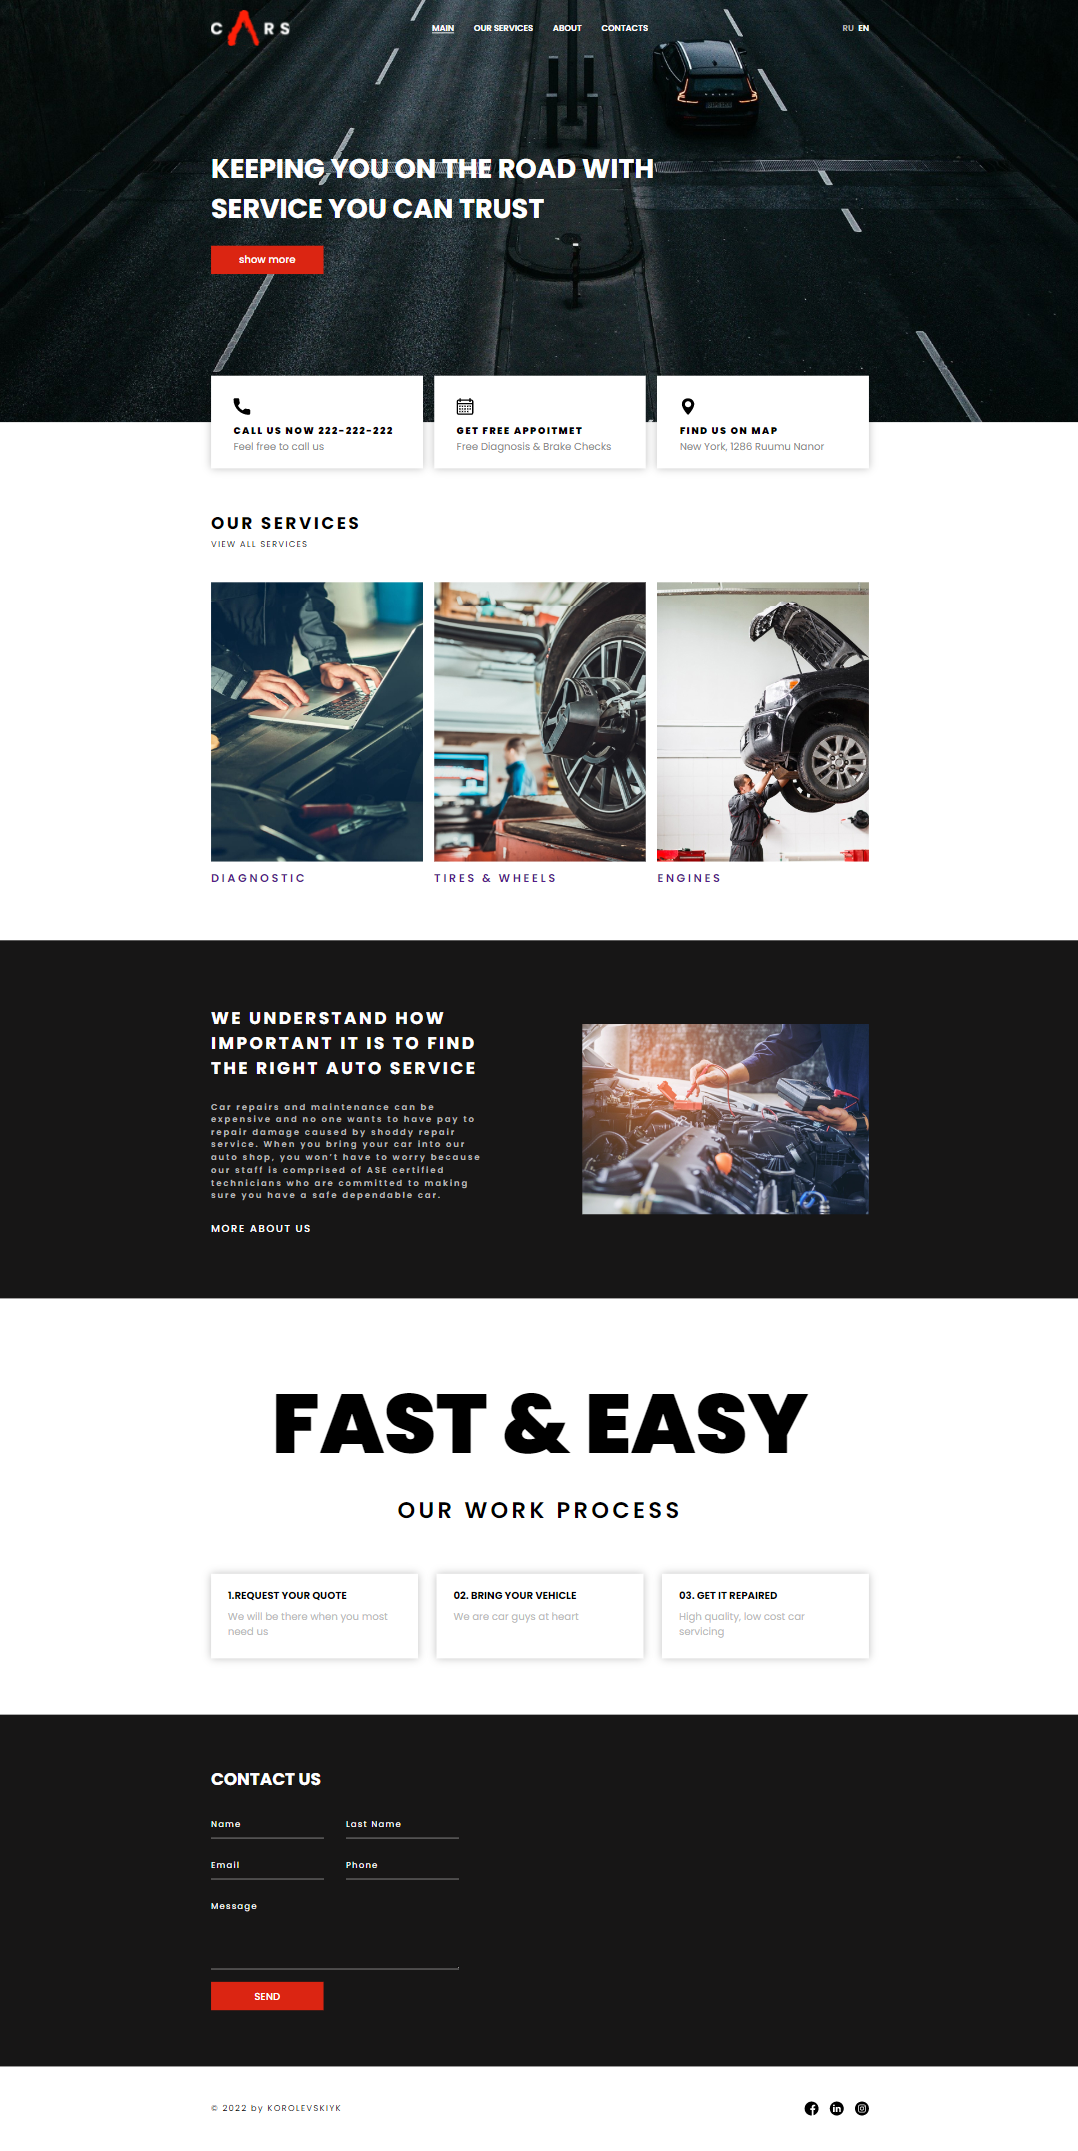 CARS
MAIN OUR SERVICES ABOUT CONTACTS
RU EN
KEEPING YOU ON THE ROAD WITH
SERVICE YOU CAN TRUST
show more
CALL US NOW 222-222-222
Feel free to call us
GET FREE APPOITMET
Free Diagnosis & Brake Checks
FIND US ON MAP
New York, 1286 Ruumu Nanor
OUR SERVICES
VIEW ALL SERVICES
DIAGNOSTIC
TIRES & WHEELS
ENGINES
WE UNDERSTAND HOW
IMPORTANT IT IS TO FIND
THE RIGHT AUTO SERVICE
Car repairs and maintenance can be
expensive and no one wants to have pay to
repair damage caused by shoddy repair
service. When you bring your car into our
auto shop, you won't have to worry because
our staff is comprised of ASE certified
technicians who are committed to making
sure you have a safe dependable car.
MORE ABOUT US
FAST & EASY
OUR WORK PROCESS
1.REQUEST YOUR QUOTE
We will be there when you most
need us
02. BRING YOUR VEHICLE
We are car guys at heart
03. GET IT REPAIRED
High quality, low cost car
servicing
CONTACT US
Name
Last Name
Email
Phone
Message
SEND
© 2022 by KOROLEVSKIYK